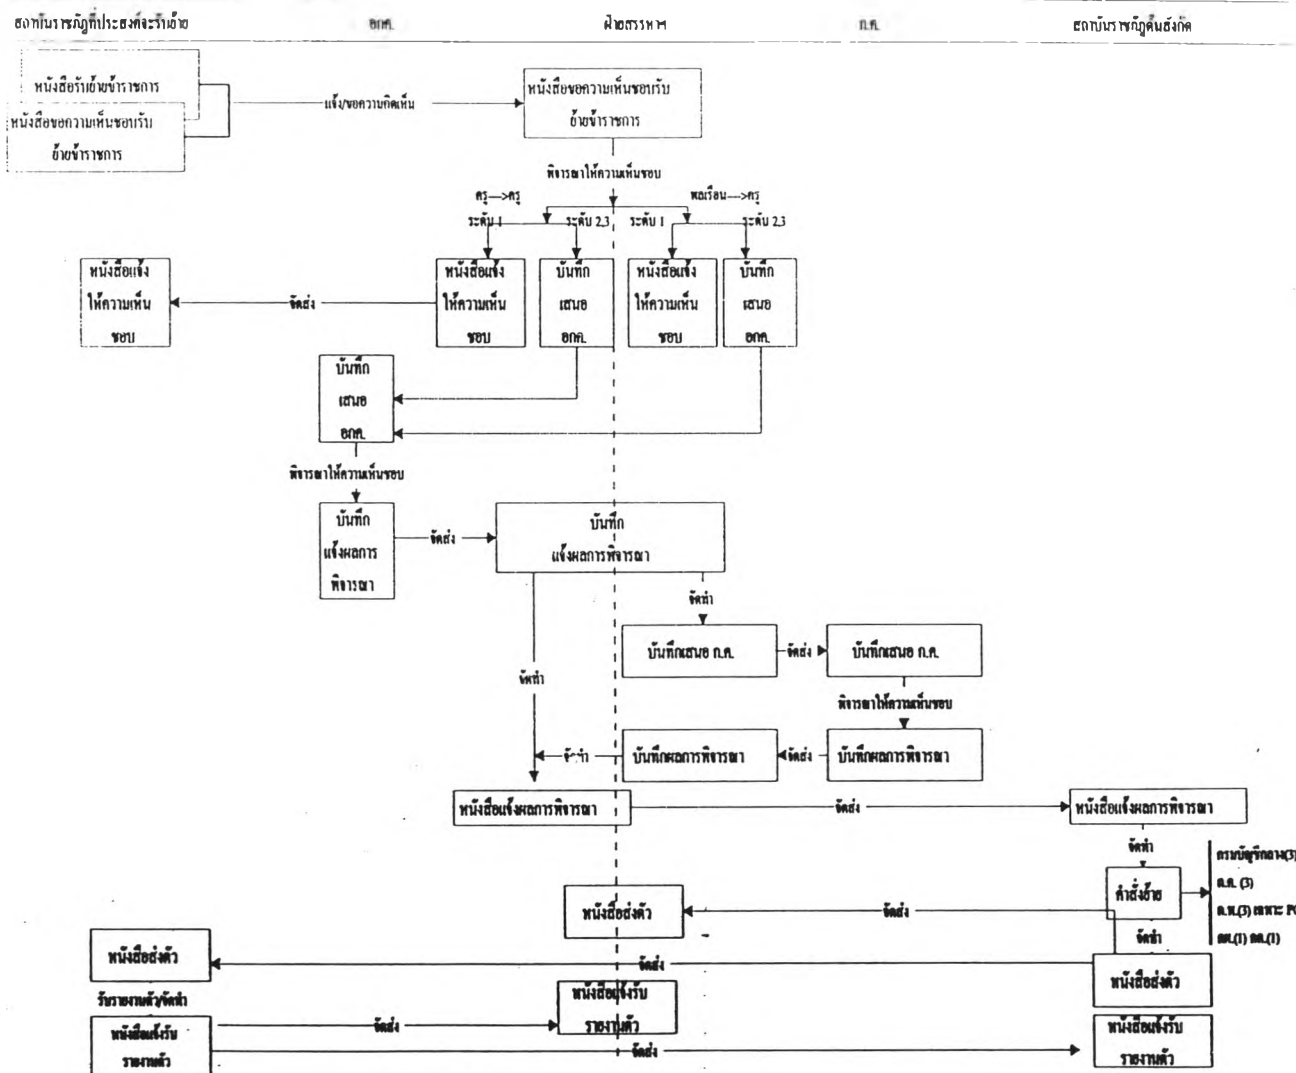 สถาบันราชภัฏที่ประสงค์จะรับย้าย
อกค.
ฝ่ายสรรหาฯ
ก.ค.
สถาบันราชภัฏต้นสังกัด
หนังสือรับย้ายข้าราชการ
หนังสือขอความเห็นชอบรับ
ย้ายข้าราชการ
แจ้ง/ขอความคิดเห็น
หนังสือขอความเห็นชอบรับ
ย้ายข้าราชการ
พิจารณาให้ความเห็นชอบ
ครู--->ครู
พลเรือน--->ครู
ระดับ 1
ระดับ 2,3
ระดับ 1
ระดับ 2,3
หนังสือแจ้ง
ให้ความเห็น
ชอบ
จัดส่ง
หนังสือแจ้ง
ให้ความเห็น
ชอบ
บันทึก
เสนอ
อกค.
หนังสือแจ้ง
ให้ความเห็น
ชอบ
บันทึก
เสนอ
อกค.
บันทึก
เสนอ
อกค.
พิจารณาให้ความเห็นชอบ
บันทึก
แจ้งผลการ
พิจารณา
จัดส่ง
บันทึก
แจ้งผลการพิจารณา
จัดทำ
บันทึกเสนอ ก.ค.
จัดส่ง
บันทึกเสนอ ก.ค.
จัดทำ
พิจารณาให้ความเห็นชอบ
จัดทำ
บันทึกผลการพิจารณา
จัดส่ง
บันทึกผลการพิจารณา
หนังสือแจ้งผลการพิจารณา
จัดส่ง
หนังสือแจ้งผลการพิจารณา
จัดทำ
กรมบัญชีกลาง(3)
คำสั่งย้าย
ก.ค. (3)
ก.พ.(3) เฉพาะ
หนังสือส่งตัว
จัดส่ง
จัดทำ
หนังสือส่งตัว
จัดส่ง
หนังสือส่งตัว
รับรายงานตัว/จัดทำ
หนังสือแจ้งรับ
รายงานตัว
หนังสือแจ้งรับ
รายงานตัว
จัดส่ง
จัดส่ง
หนังสือแจ้งรับ
รายงานตัว